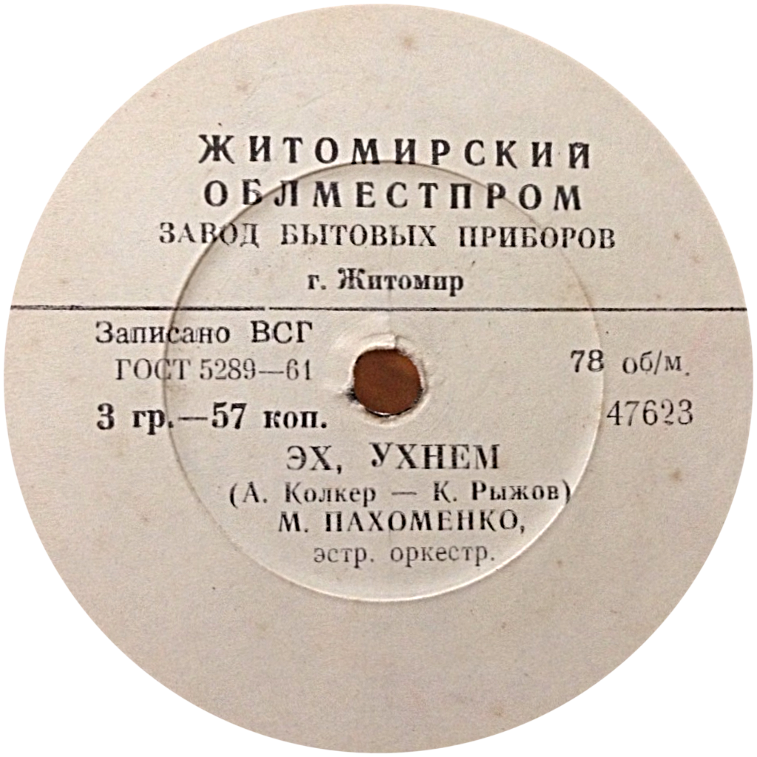 ЖИТОМИРСКИЙ
ОБЛМЕСТПРОМ
ЗАВОД БЫТОВЫХ ПРИБОРОВ
г. Житомир
Записано ВСГ
ГОСТ 5289—61
78 об/м.
3 гр.—57 коп.
47623
ЭХ, УХНЕМ
(А. Колкер — К. Рыжов)
М. ПАХОМЕНКО,
эстр. оркестр.